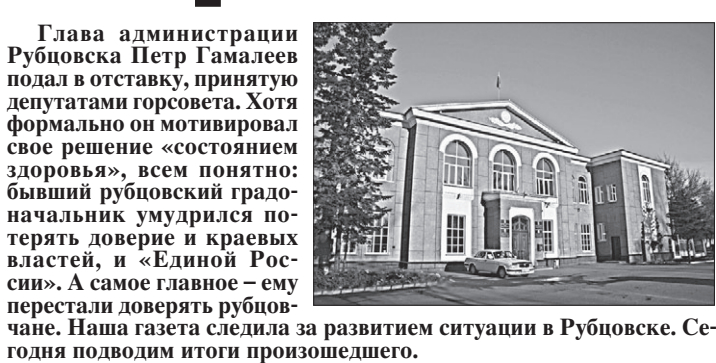 Глава администрации
Рубцовска Петр Гамалеев
подал в отставку, принятую
депутатами горсовета. Хотя
формально он мотивировал
свое решение «состоянием
здоровья», всем понятно:
бывший рубцовский градо-
начальник умудрился по-
терять доверие и краевых
властей, и «Единой Рос-
сии». А самое главное – ему
перестали доверять рубцов-
чане. Наша газета следила за развитием ситуации в Рубцовске. Се-
годня подводим итоги произошедшего.